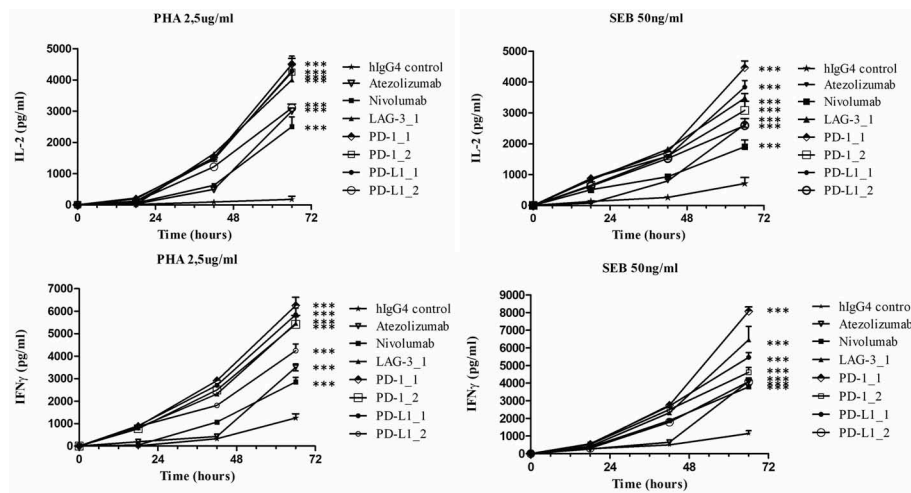 PHA 2,5ug/ml
IL-2 (pg/ml)
5000
4000
3000
2000
1000
0
0 24 48 72
Time (hours)
***
***
***
***
***
***
***
hIgG4 control
Atezolizumab
Nivolumab
LAG-3_1
PD-1_1
PD-1_2
PD-L1_1
PD-L1_2
SEB 50ng/ml
IL-2 (pg/ml)
5000
4000
3000
2000
1000
0
0 24 48 72
Time (hours)
***
***
***
***
***
***
***
hIgG4 control
Atezolizumab
Nivolumab
LAG-3_1
PD-1_1
PD-1_2
PD-L1_1
PD-L1_2
PHA 2,5ug/ml
IFNγ (pg/ml)
7000
6000
5000
4000
3000
2000
1000
0
0 24 48 72
Time (hours)
***
***
***
***
***
***
***
hIgG4 control
Atezolizumab
Nivolumab
LAG-3_1
PD-1_1
PD-1_2
PD-L1_1
PD-L1_2
SEB 50ng/ml
IFNγ (pg/ml)
9000
8000
7000
6000
5000
4000
3000
2000
1000
0
0 24 48 72
Time (hours)
***
***
***
***
***
***
***
hIgG4 control
Atezolizumab
Nivolumab
LAG-3_1
PD-1_1
PD-1_2
PD-L1_1
PD-L1_2